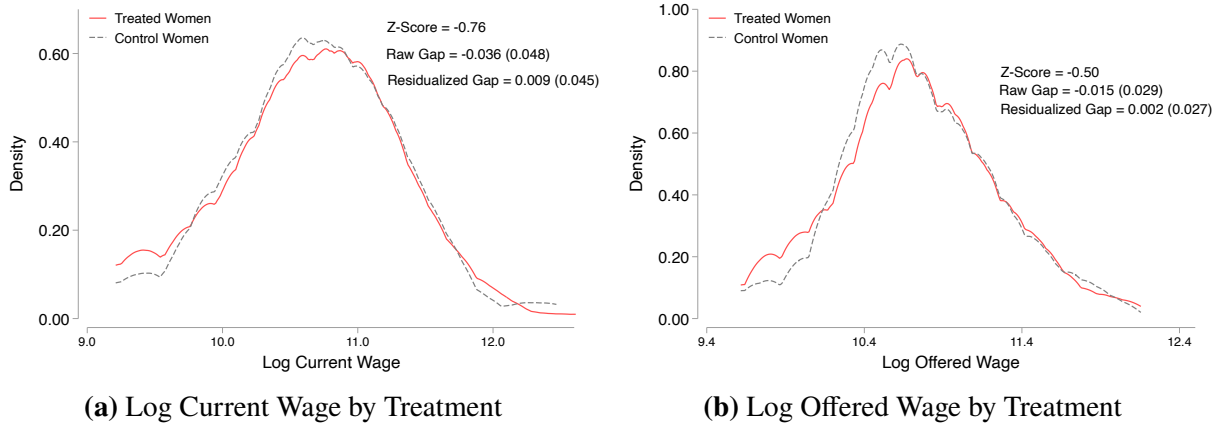 Treated Women
Control Women
Z-Score = -0.76
Raw Gap = -0.036 (0.048)
Residualized Gap = 0.009 (0.045)
0.60
0.40
0.20
0.00
Density
9.0 10.0 11.0 12.0
Log Current Wage
(a) Log Current Wage by Treatment
Treated Women
Control Women
Z-Score = -0.50
Raw Gap = -0.015 (0.029)
Residualized Gap = 0.002 (0.027)
1.00
0.80
0.60
0.40
0.20
0.00
Density
9.4 10.4 11.4 12.4
Log Offered Wage
(b) Log Offered Wage by Treatment